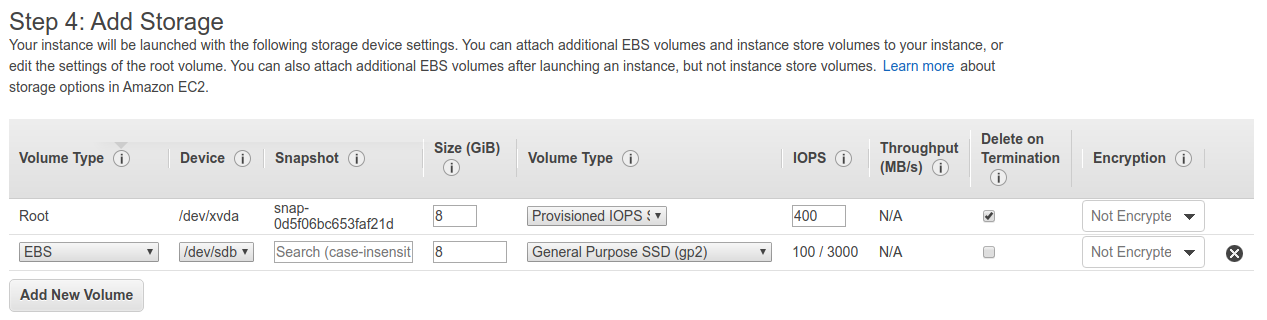 Step 4: Add Storage
Your instance will be launched with the following storage device settings. You can attach additional EBS volumes and instance store volumes to your instance, or
edit the settings of the root volume. You can also attach additional EBS volumes after launching an instance, but not instance store volumes. Learn more about
storage options in Amazon EC2.
Volume Type i Device i Snapshot i Size (GiB) i Volume Type i IOPS i Throughput (MB/s) i Delete on Termination i Encryption i
Root /dev/xvda snap-0d5f06bc653faf21d 8 Provisioned IOPS S 400 N/A Not Encrypte
EBS /dev/sdb Search (case-insensit 8 General Purpose SSD (gp2) 100 / 3000 N/A Not Encrypte
Add New Volume